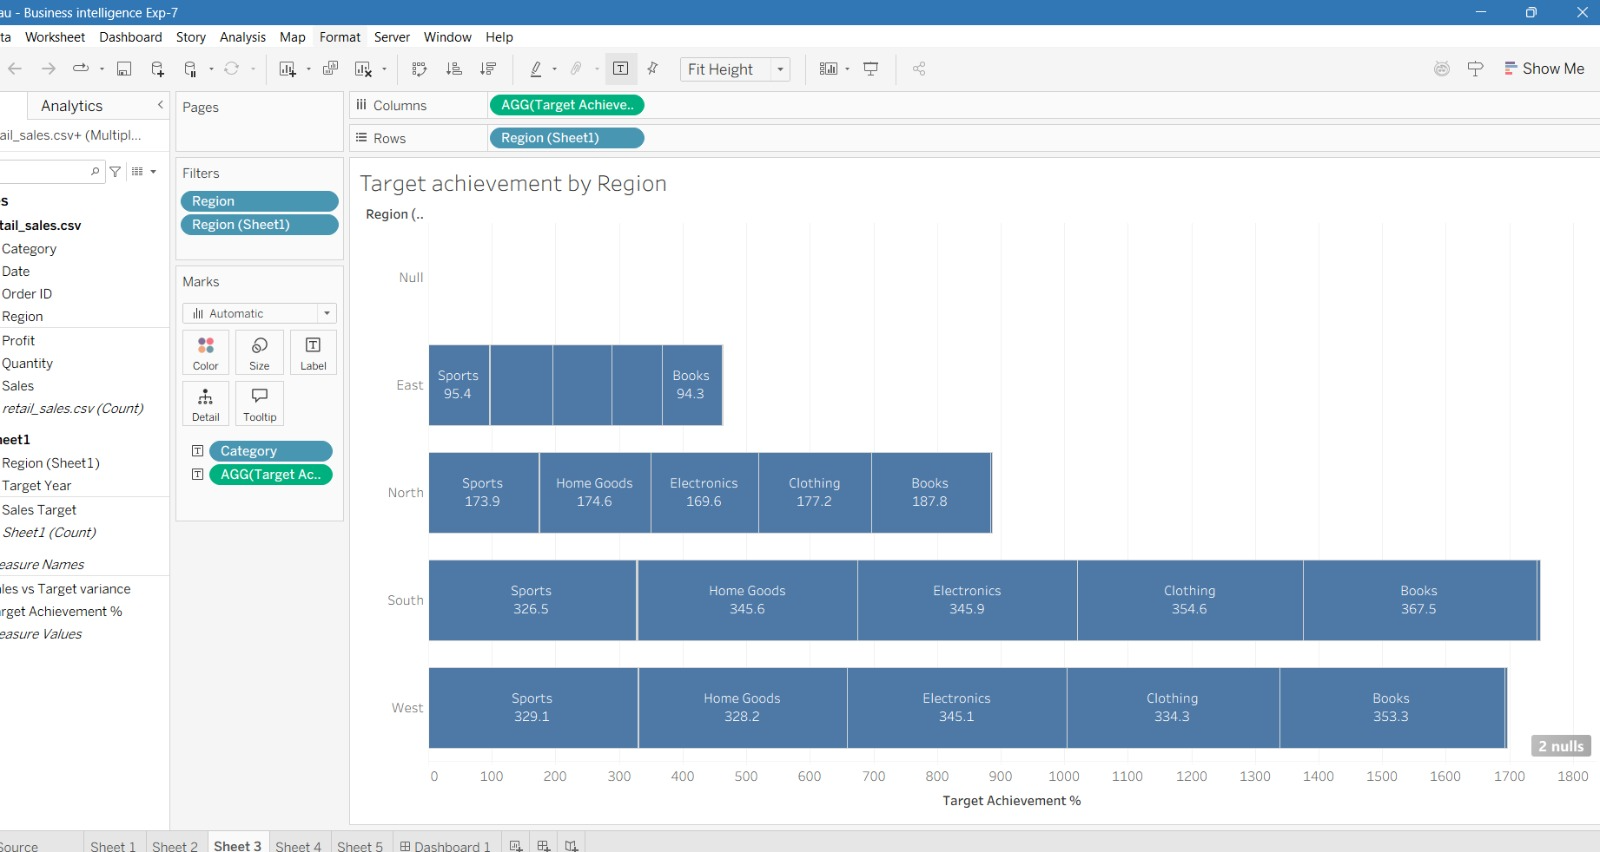 au - Business intelligence Exp-7
ta Worksheet Dashboard Story Analysis Map Format Server Window Help
Fit Height
Show Me
Analytics
Pages
Columns
AGG(Target Achieve..
ail_sales.csv+ (Multipl...
Rows
Region (Sheet1)
Filters
Region
Region (Sheet1)
s
tail_sales.csv
Category
Date
Order ID
Region
Profit
Quantity
Sales
retail_sales.csv (Count)
heet1
Region (Sheet1)
Target Year
Sales Target
Sheet1 (Count)
easure Names
les vs Target variance
arget Achievement %
easure Values
Marks
Automatic
Color Size Label
Detail Tooltip
Category
AGG(Target Ac..
Target achievement by Region
Region (..
Null
East
Sports Books
95.4 94.3
North
Sports Home Goods Electronics Clothing Books
173.9 174.6 169.6 177.2 187.8
South
Sports Home Goods Electronics Clothing Books
326.5 345.6 345.9 354.6 367.5
West
Sports Home Goods Electronics Clothing Books
329.1 328.2 345.1 334.3 353.3
2 nulls
0 100 200 300 400 500 600 700 800 900 1000 1100 1200 1300 1400 1500 1600 1700 1800
Target Achievement %
Source Sheet 1 Sheet 2 Sheet 3 Sheet 4 Sheet 5 Dashboard 1